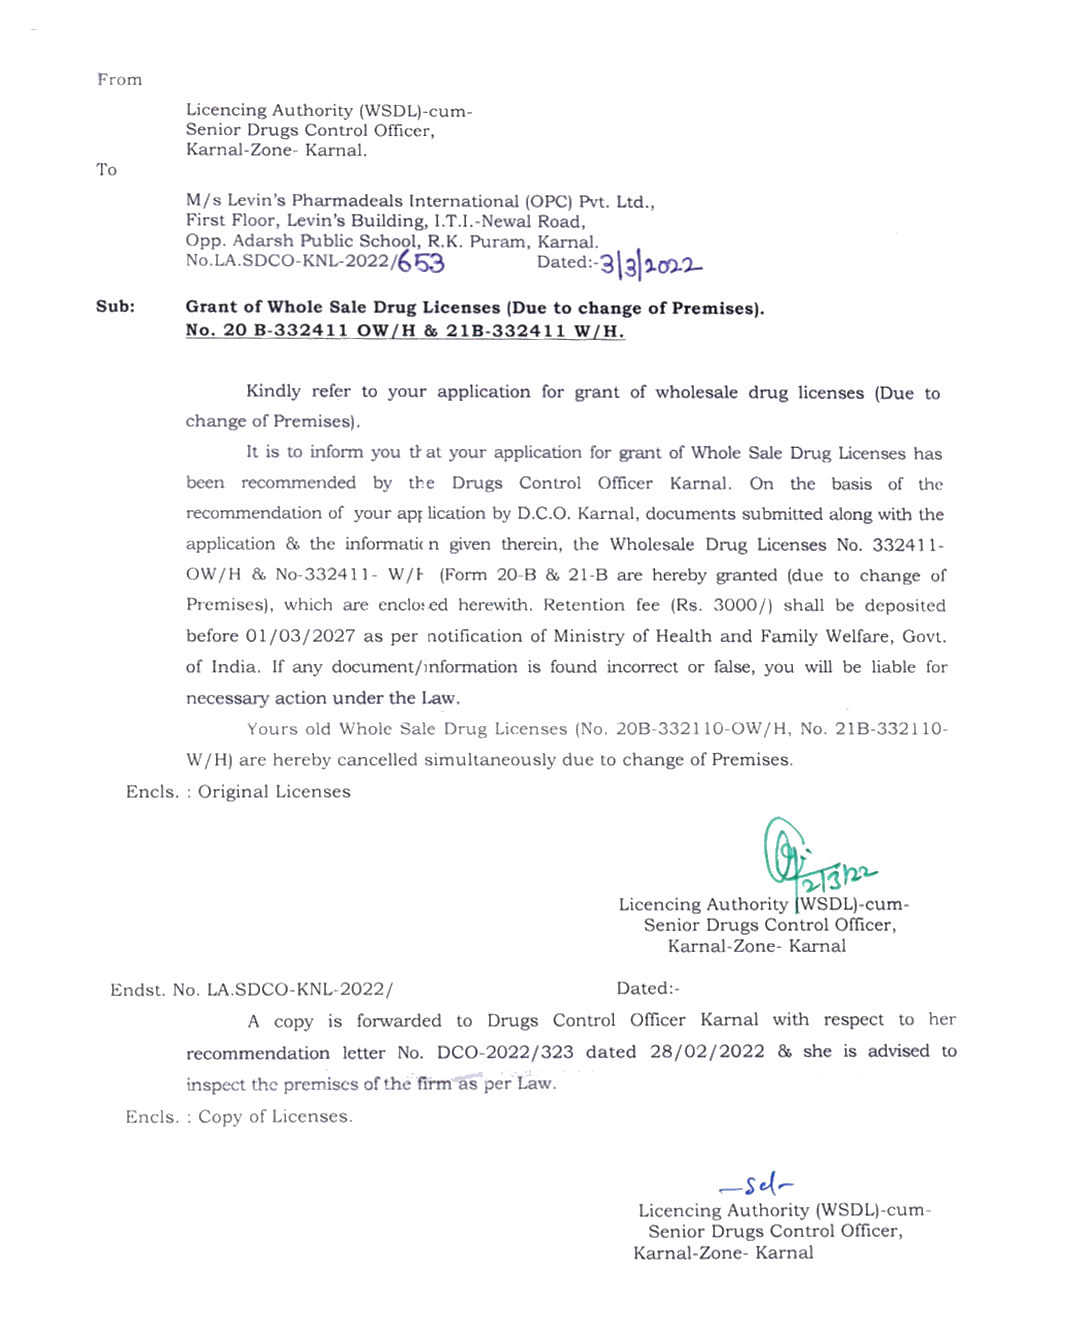 From
Licencing Authority (WSDL)-cum-
Senior Drugs Control Officer,
Karnal-Zone- Karnal.
To
M/s Levin's Pharmadeals International (OPC) Pvt. Ltd.,
First Floor, Levin's Building, I.T.I.-Newal Road,
Opp. Adarsh Public School, R.K. Puram, Karnal.
No.LA.SDCO-KNL-2022/653 Dated:-3/3/2022
Sub: Grant of Whole Sale Drug Licenses (Due to change of Premises).
No. 20 B-332411 OW/H & 21B-332411 W/H.
Kindly refer to your application for grant of wholesale drug licenses (Due to
change of Premises).
It is to inform you that your application for grant of Whole Sale Drug Licenses has
been recommended by the Drugs Control Officer Karnal. On the basis of the
recommendation of your application by D.C.O. Karnal, documents submitted along with the
application & the information given therein, the Wholesale Drug Licenses No. 332411-
OW/H & No-332411- W/H (Form 20-B & 21-B are hereby granted (due to change of
Premises), which are enclosed herewith. Retention fee (Rs. 3000/) shall be deposited
before 01/03/2027 as per notification of Ministry of Health and Family Welfare, Govt.
of India. If any document/information is found incorrect or false, you will be liable for
necessary action under the Law.
Yours old Whole Sale Drug Licenses (No. 20B-332110-OW/H, No. 21B-332110-
W/H) are hereby cancelled simultaneously due to change of Premises.
Encls. : Original Licenses
2/3/22
Licencing Authority (WSDL)-cum-
Senior Drugs Control Officer,
Karnal-Zone- Karnal
Endst. No. LA.SDCO-KNL-2022/ Dated:-
A copy is forwarded to Drugs Control Officer Karnal with respect to her
recommendation letter No. DCO-2022/323 dated 28/02/2022 & she is advised to
inspect the premises of the firm as per Law.
Encls. : Copy of Licenses.
-sd-
Licencing Authority (WSDL)-cum-
Senior Drugs Control Officer,
Karnal-Zone- Karnal